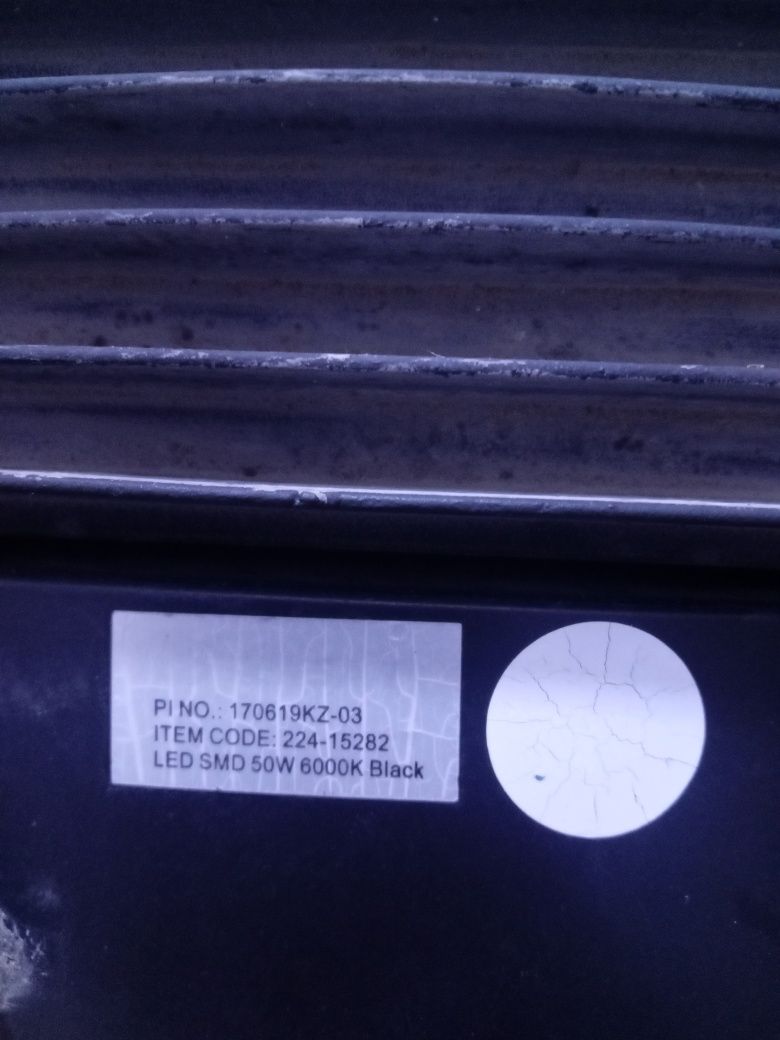 PI NO.: 170619KZ-03
ITEM CODE: 224-15282
LED SMD 50W 6000K Black